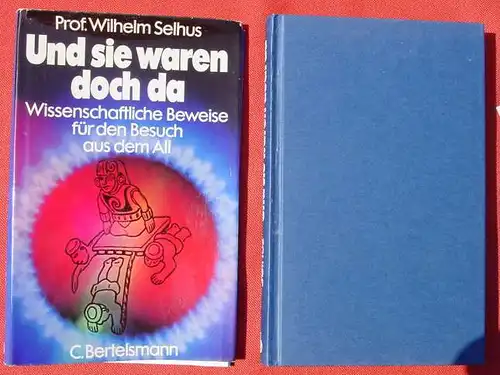 Prof. Wilhelm Selhus
Und sie waren
doch da
Wissenschaftliche Beweise
für den Besuch
aus dem All
C. Bertelsmann